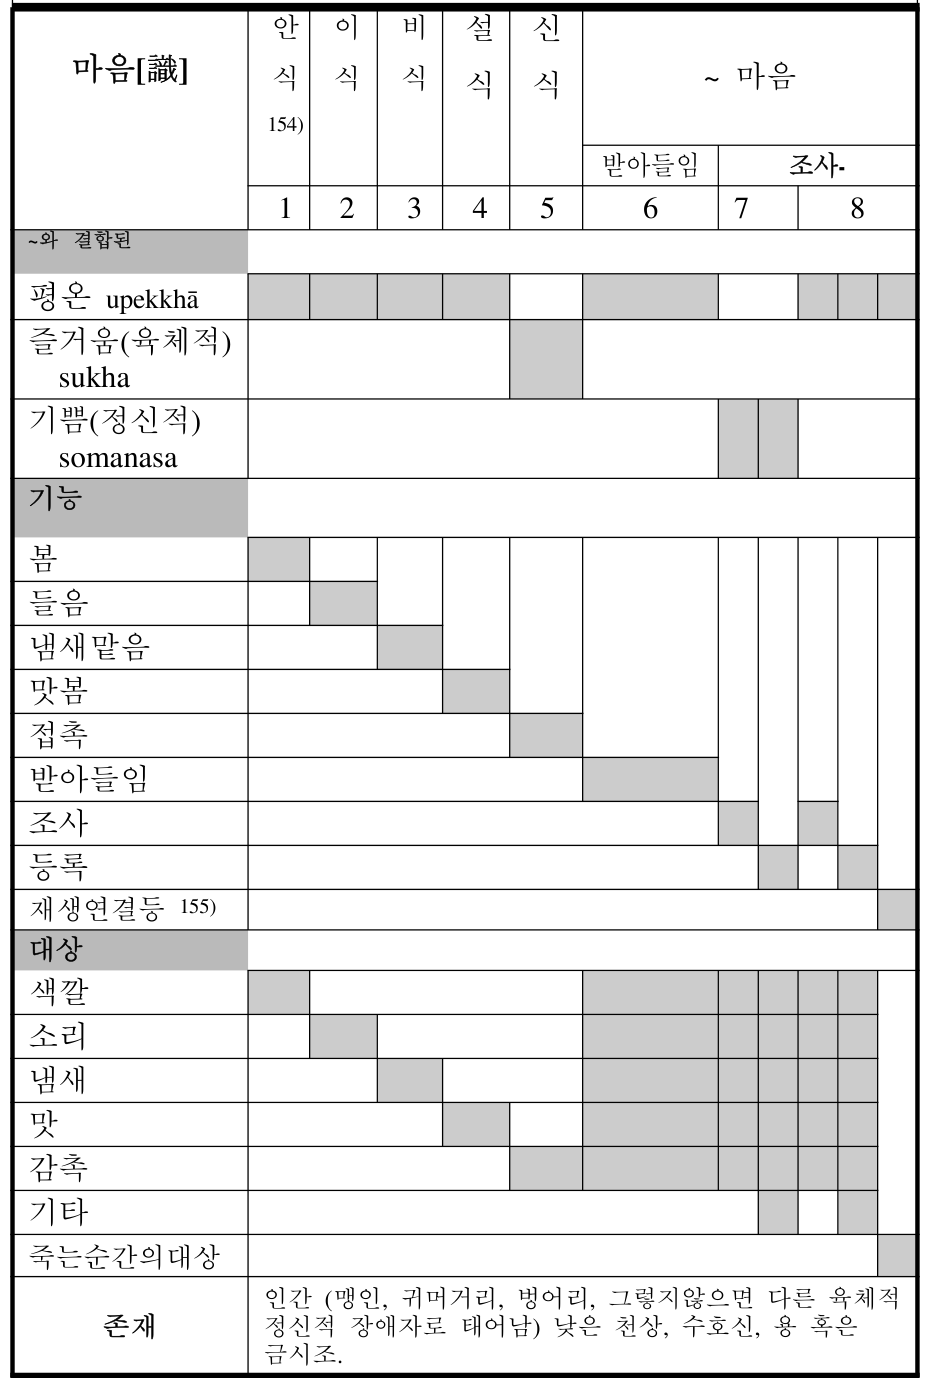 마음[識]
안식 154)
이식
비식
설식
신식
~ 마음
받아들임
조사-
1 2 3 4 5 6 7 8
~와 결합된
평온 upekkhā
즐거움(육체적)
sukha
기쁨(정신적)
somanasa
기능
봄
들음
냄새맡음
맛봄
접촉
받아들임
조사
등록
재생연결등 155)
대상
색깔
소리
냄새
맛
감촉
기타
죽는순간의대상
존재
인간 (맹인, 귀머거리, 벙어리, 그렇지않으면 다른 육체적
정신적 장애자로 태어남) 낮은 천상, 수호신, 용 혹은
금시조.